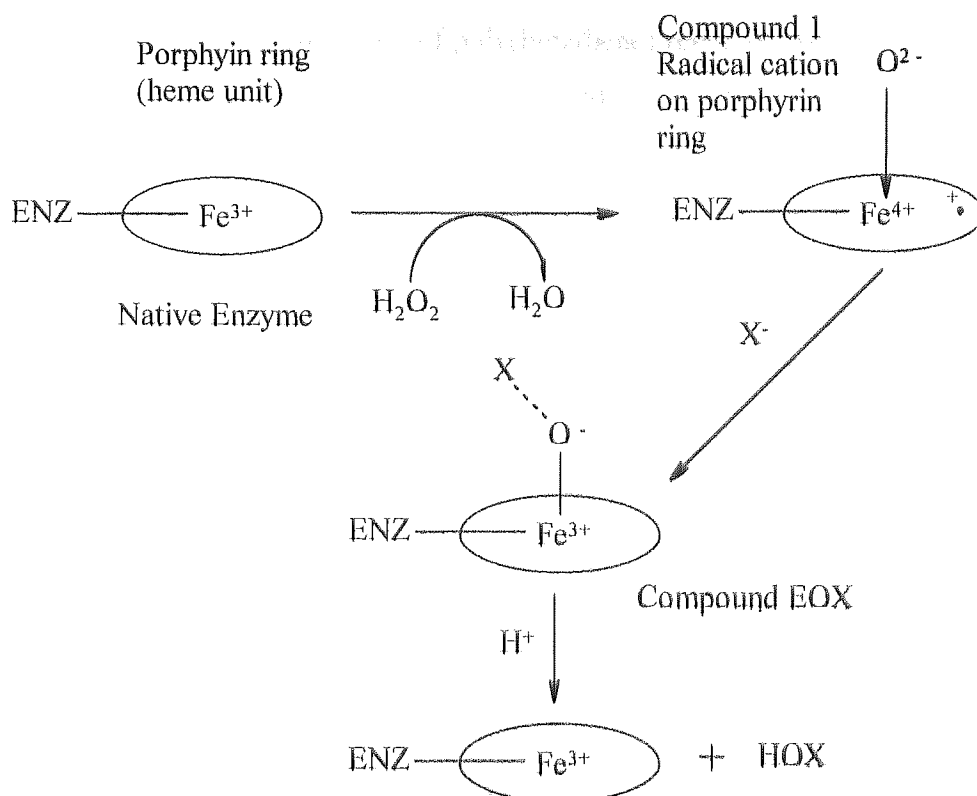 Porphyin ring
(heme unit)
Compound 1
Radical cation
on porphyrin
ring
O²⁻
ENZ
Fe³⁺
ENZ
Fe⁴⁺
+
•
H₂O₂
H₂O
Native Enzyme
X⁻
X
O⁻
ENZ
Fe³⁺
Compound EOX
H⁺
ENZ
Fe³⁺
+ HOX